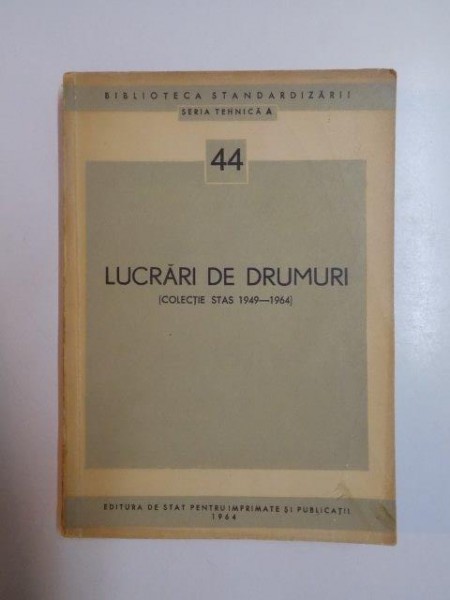 BIBLIOTECA STANDARDIZĂRII
SERIA TEHNICĂ A
44
LUCRĂRI DE DRUMURI
(COLECȚIE STAS 1949—1964)
EDITURA DE STAT PENTRU IMPRIMATE ȘI PUBLICAȚII
1964